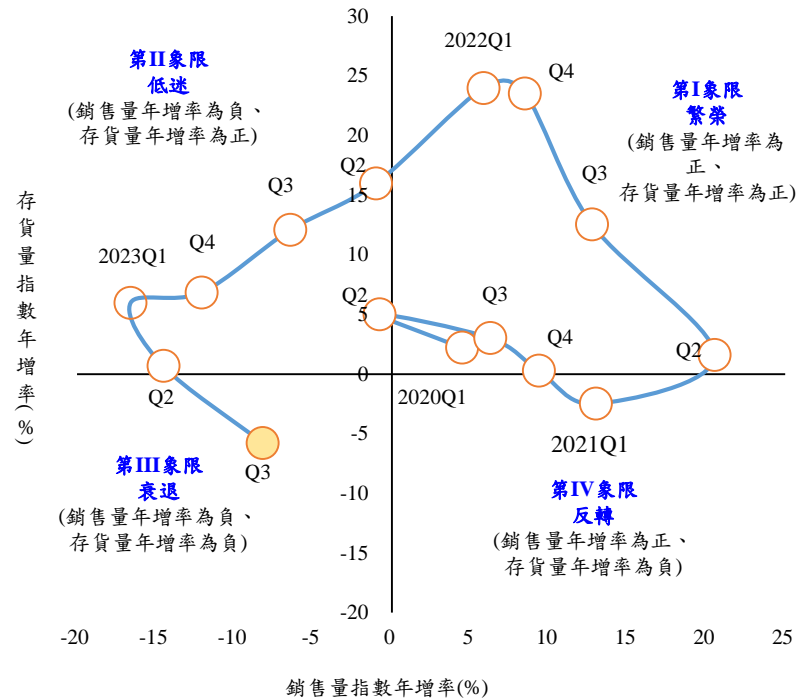 30
25
20
15
10
5
0
-5
-10
-15
-20
-20
-15
-10
-5
0
5
10
15
20
25
存貨量指數年增率(%)
銷售量指數年增率(%)
第II象限
低迷
(銷售量年增率為負、
存貨量年增率為正)
第I象限
繁榮
(銷售量年增率為
正、
存貨量年增率為正)
第III象限
衰退
(銷售量年增率為負、
存貨量年增率為負)
第IV象限
反轉
(銷售量年增率為正、
存貨量年增率為負)
2020Q1
Q2
Q3
Q4
2021Q1
Q2
Q3
Q4
2022Q1
Q2
Q3
Q4
2023Q1
Q2
Q3